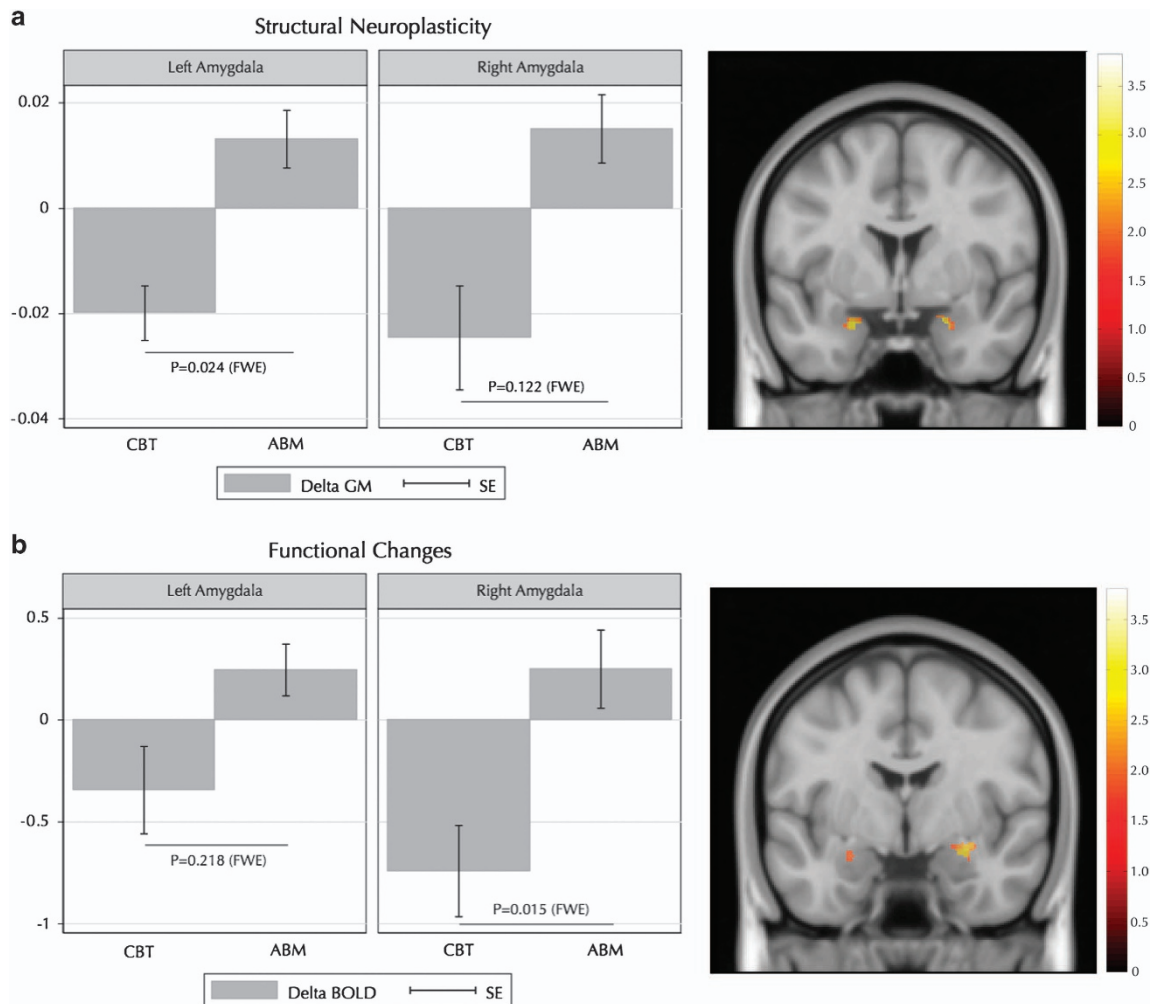 a
Structural Neuroplasticity
Left Amygdala
Right Amygdala
0.02
0
-0.02
-0.04
P=0.024 (FWE)
P=0.122 (FWE)
CBT
ABM
CBT
ABM
Delta GM
SE
3.5
3.0
2.5
2.0
1.5
1.0
0.5
0
b
Functional Changes
Left Amygdala
Right Amygdala
0.5
0
-0.5
-1
P=0.218 (FWE)
P=0.015 (FWE)
CBT
ABM
CBT
ABM
Delta BOLD
SE
3.5
3.0
2.5
2.0
1.5
1.0
0.5
0